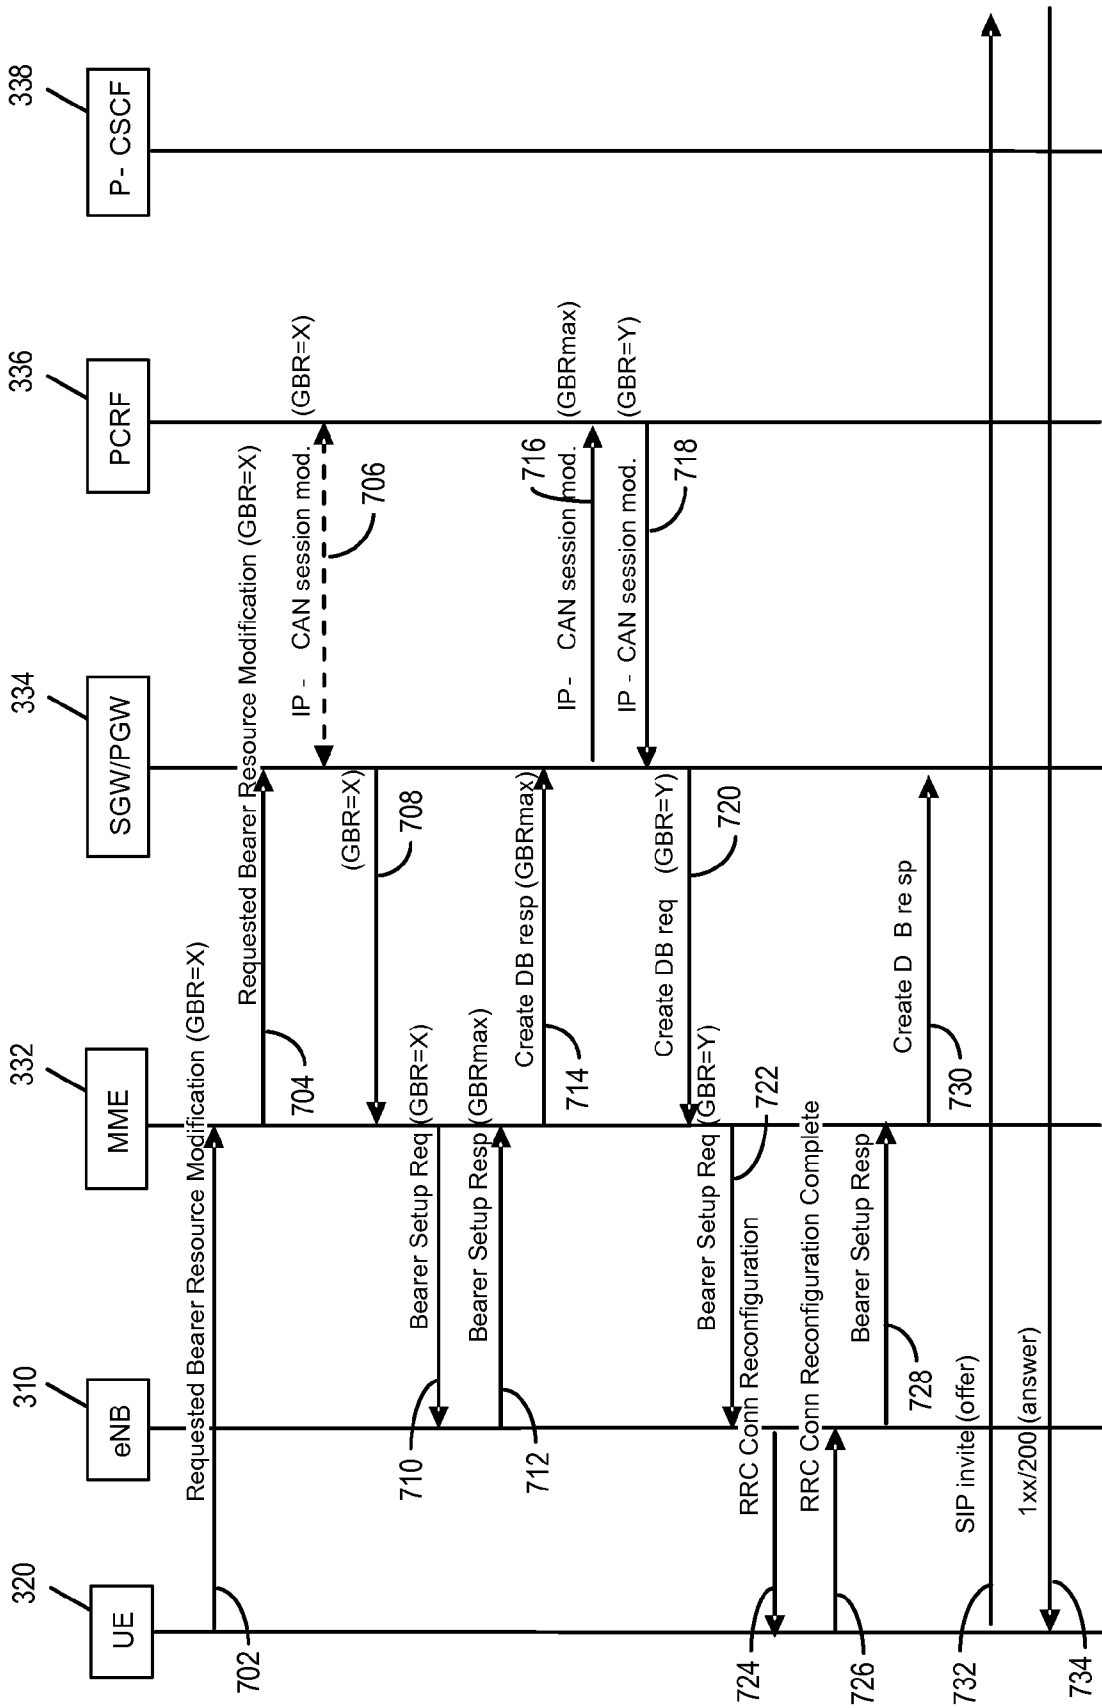 320
310
332
334
336
338
UE
eNB
MME
SGW/PGW
PCRF
P- CSCF
Requested Bearer Resource Modification (GBR=X)
702
Requested Bearer Resource Modification (GBR=X)
704
IP - CAN session mod.
(GBR=X)
706
(GBR=X)
708
Bearer Setup Req (GBR=X)
710
Bearer Setup Resp (GBRmax)
712
Create DB resp (GBRmax)
714
IP- CAN session mod.
(GBRmax)
716
IP - CAN session mod.
(GBR=Y)
718
Create DB req (GBR=Y)
720
Bearer Setup Req (GBR=Y)
722
RRC Conn Reconfiguration
724
RRC Conn Reconfiguration Complete
726
Bearer Setup Resp
728
Create D B re sp
730
SIP invite (offer)
732
1xx/200 (answer)
734